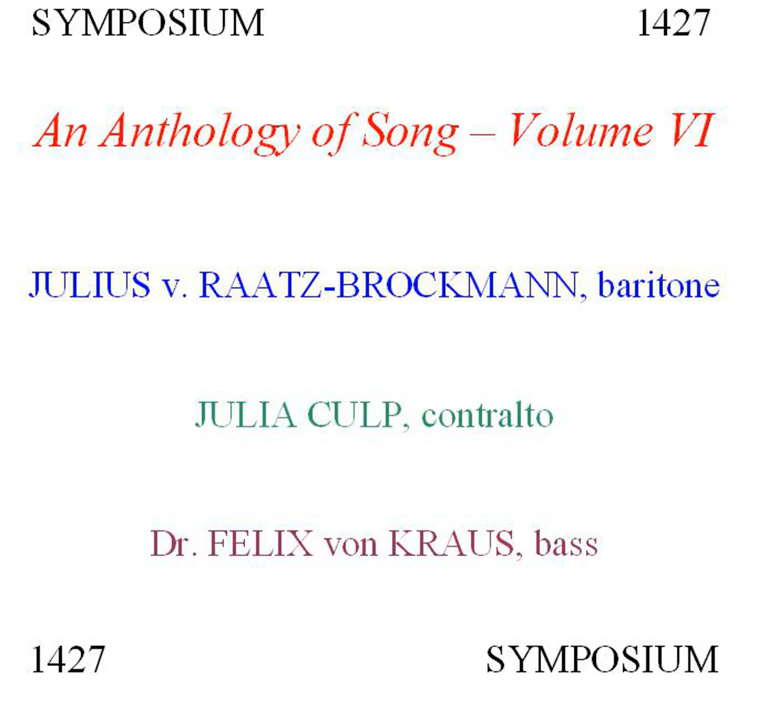 SYMPOSIUM 1427
An Anthology of Song – Volume VI
JULIUS v. RAATZ-BROCKMANN, baritone
JULIA CULP, contralto
Dr. FELIX von KRAUS, bass
1427 SYMPOSIUM